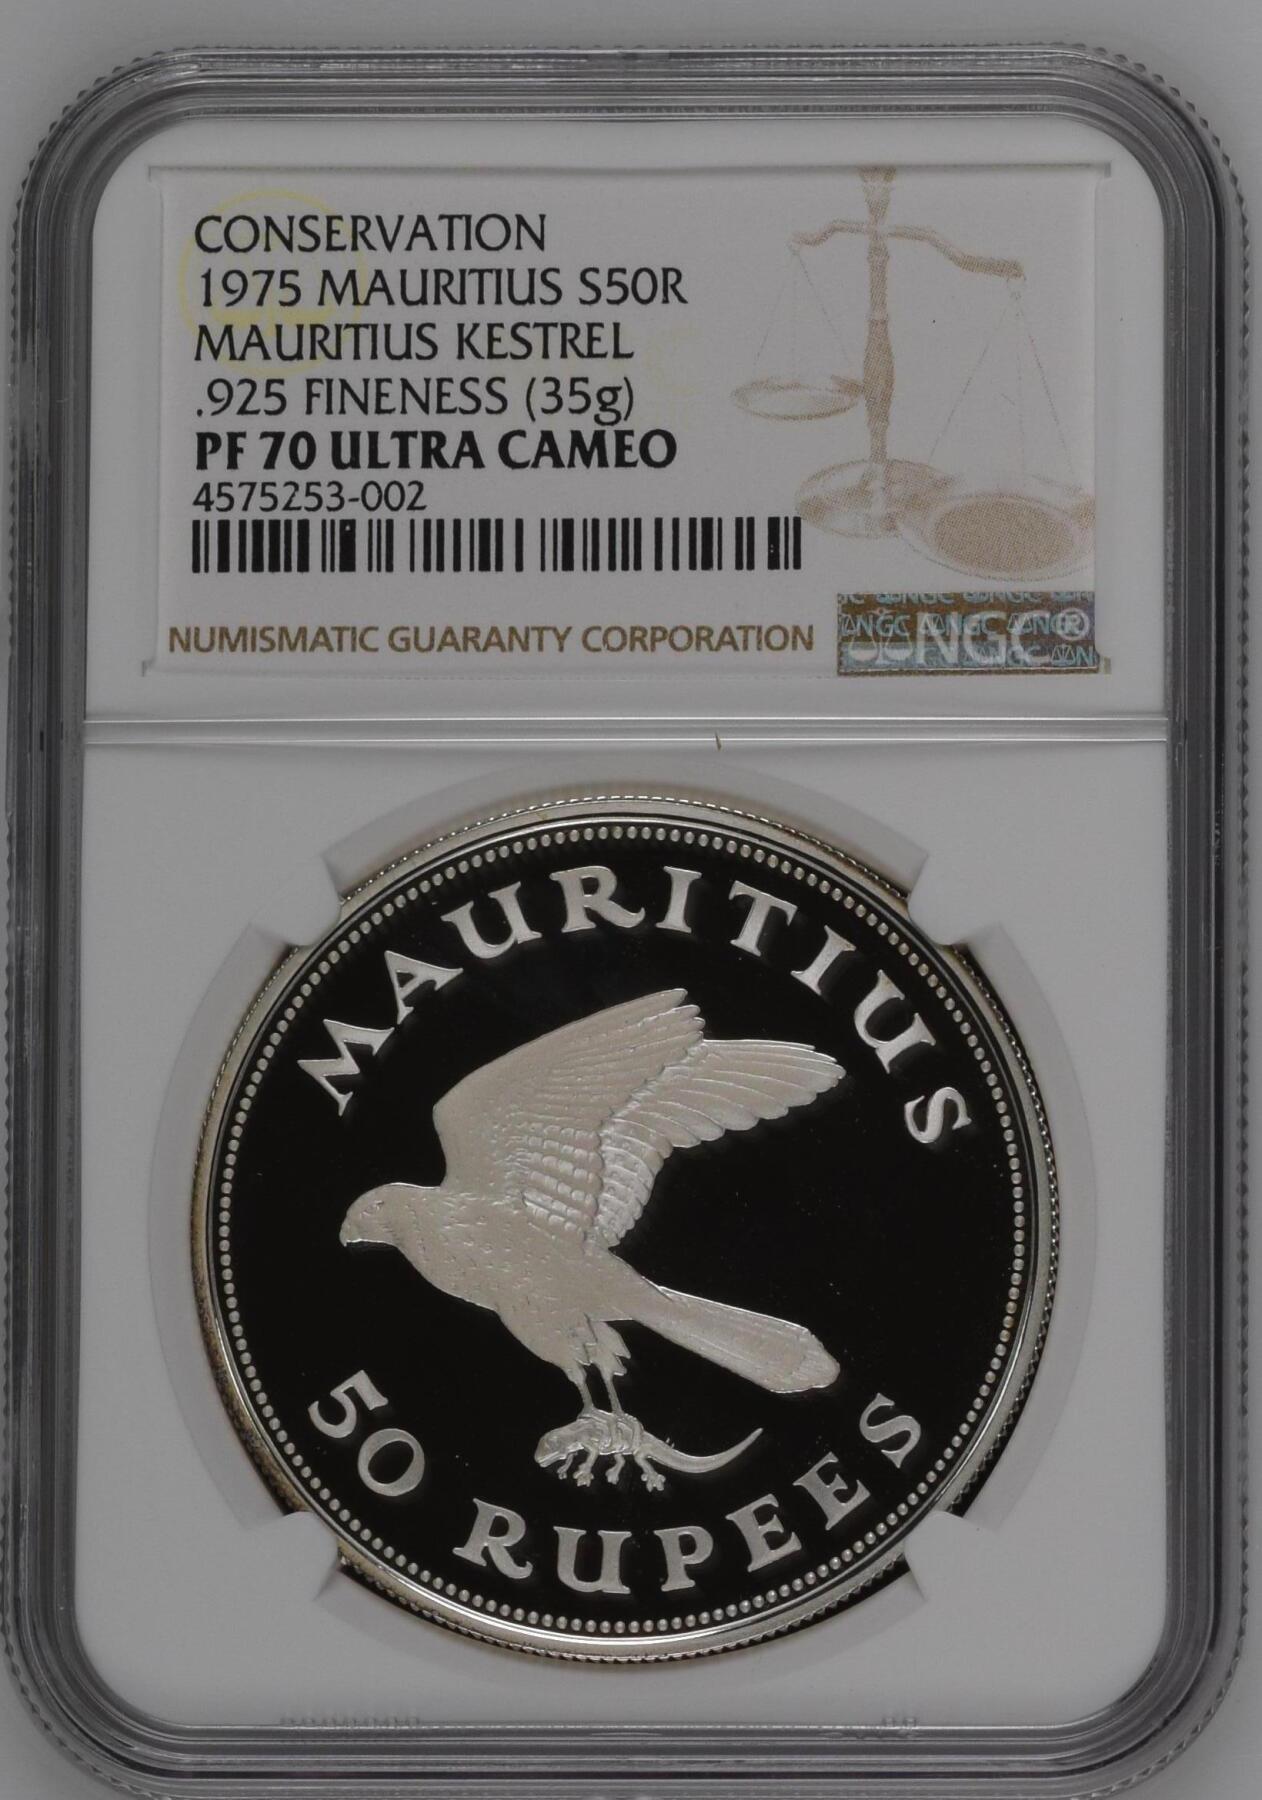 CONSERVATION
1975 MAURITIUS S50R
MAURITIUS KESTREL
.925 FINENESS (35g)
PF 70 ULTRA CAMEO
4575253-002
NUMISMATIC GUARANTY CORPORATION
NGC®
MAURITIUS
50 RUPEES